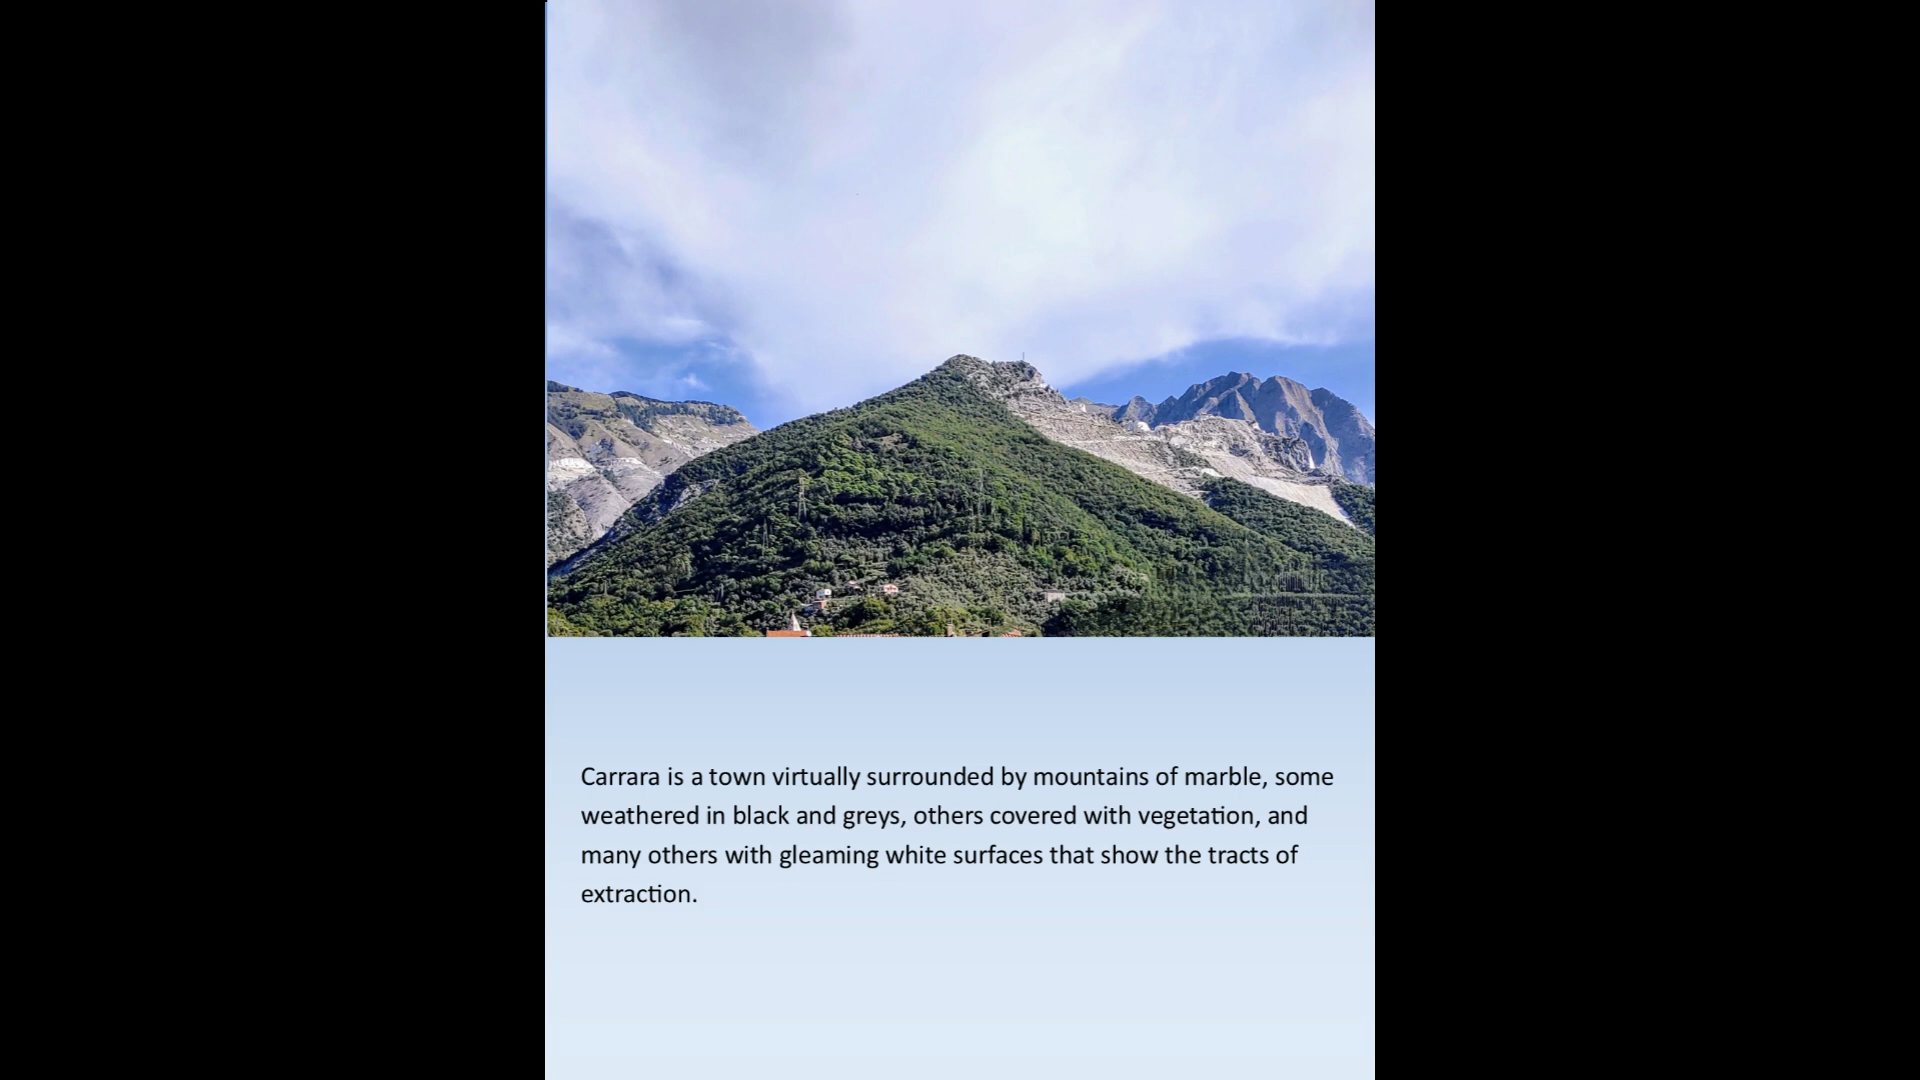 Carrara is a town virtually surrounded by mountains of marble, some
weathered in black and greys, others covered with vegetation, and
many others with gleaming white surfaces that show the tracts of
extraction.